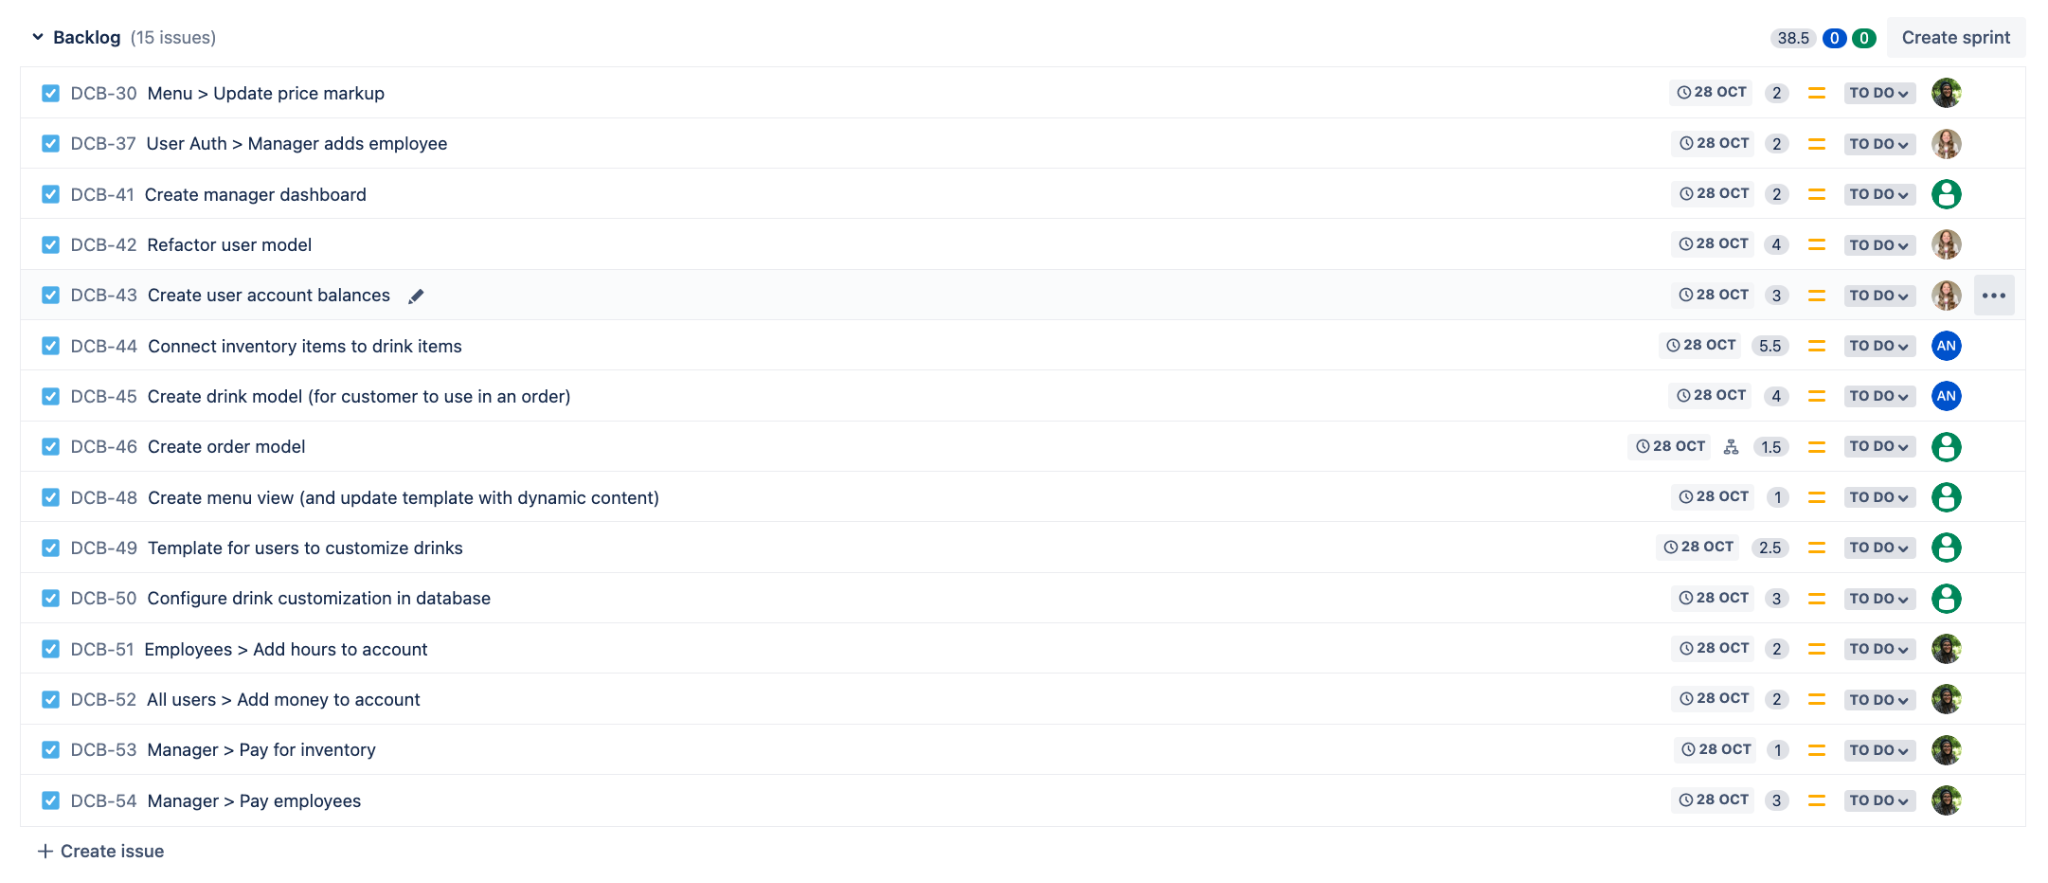 Backlog (15 issues) 38.5 0 0 Create sprint
DCB-30 Menu > Update price markup 28 OCT 2 TO DO
DCB-37 User Auth > Manager adds employee 28 OCT 2 TO DO
DCB-41 Create manager dashboard 28 OCT 2 TO DO
DCB-42 Refactor user model 28 OCT 4 TO DO
DCB-43 Create user account balances 28 OCT 3 TO DO
DCB-44 Connect inventory items to drink items 28 OCT 5.5 TO DO AN
DCB-45 Create drink model (for customer to use in an order) 28 OCT 4 TO DO AN
DCB-46 Create order model 28 OCT 1.5 TO DO
DCB-48 Create menu view (and update template with dynamic content) 28 OCT 1 TO DO
DCB-49 Template for users to customize drinks 28 OCT 2.5 TO DO
DCB-50 Configure drink customization in database 28 OCT 3 TO DO
DCB-51 Employees > Add hours to account 28 OCT 2 TO DO
DCB-52 All users > Add money to account 28 OCT 2 TO DO
DCB-53 Manager > Pay for inventory 28 OCT 1 TO DO
DCB-54 Manager > Pay employees 28 OCT 3 TO DO
+ Create issue